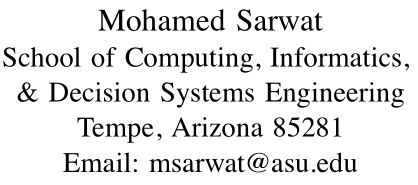 Mohamed Sarwat
School of Computing, Informatics,
& Decision Systems Engineering
Tempe, Arizona 85281
Email: msarwat@asu.edu